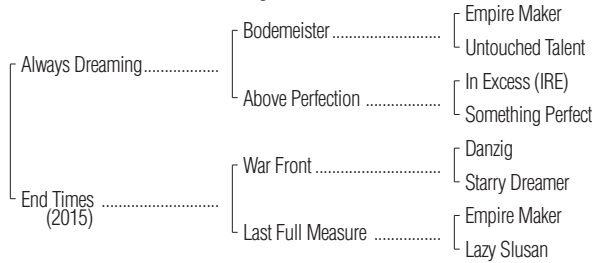 Empire Maker
Bodemeister
Untouched Talent
Always Dreaming
In Excess (IRE)
Above Perfection
Something Perfect
Danzig
War Front
Starry Dreamer
End Times
(2015)
Empire Maker
Last Full Measure
Lazy Slusan